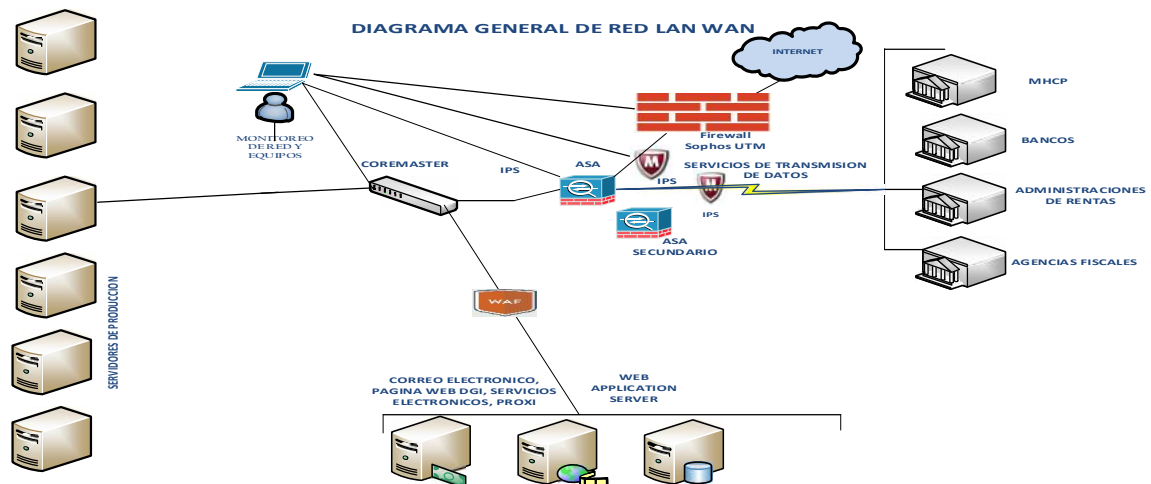 DIAGRAMA GENERAL DE RED LAN WAN
INTERNET
MHCP
MONITOREO
DE RED Y
EQUIPOS
Firewall
Sophos UTM
BANCOS
COREMASTER
IPS
ASA
M
IPS
SERVICIOS DE TRANSMISION
DE DATOS
M
IPS
ADMINISTRACIONES
DE RENTAS
ASA
SECUNDARIO
AGENCIAS FISCALES
SERVIDORES DE PRODUCCION
WAF
CORREO ELECTRONICO,
PAGINA WEB DGI, SERVICIOS
ELECTRONICOS, PROXI
WEB
APPLICATION
SERVER